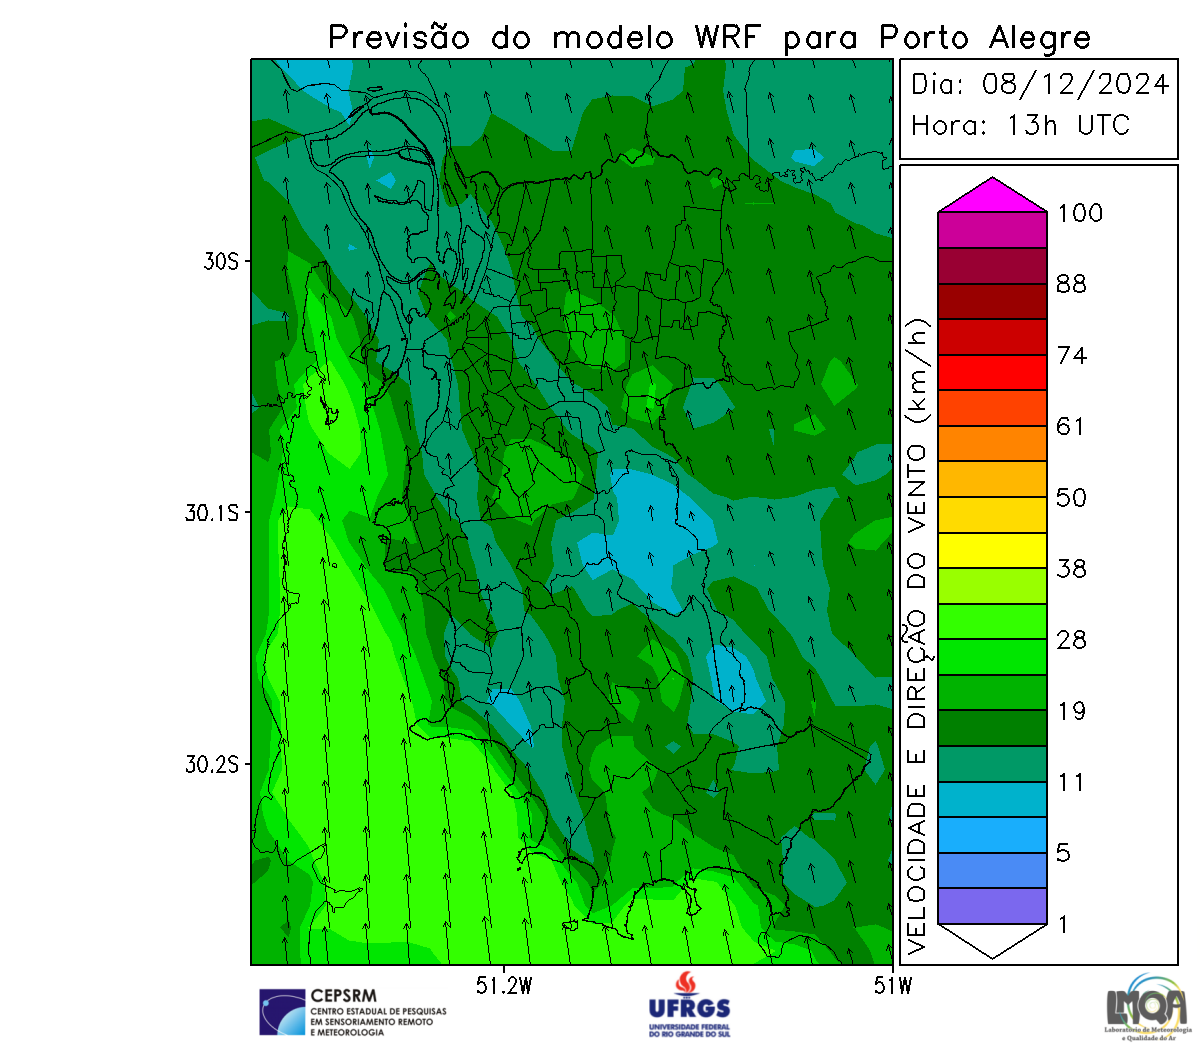 Previsão do modelo WRF para Porto Alegre
Dia: 08/12/2024
Hora: 13h UTC
30S
30.1S
30.2S
51.2W
51W
VELOCIDADE E DIREÇÃO DO VENTO (km/h)
100
88
74
61
50
38
28
19
11
5
1
CEPSRM
CENTRO ESTADUAL DE PESQUISAS
EM SENSORIAMENTO REMOTO
E METEOROLOGIA
UFRGS
UNIVERSIDADE FEDERAL
DO RIO GRANDE DO SUL
LMQA
Laboratório de Meteorologia
e Qualidade do Ar